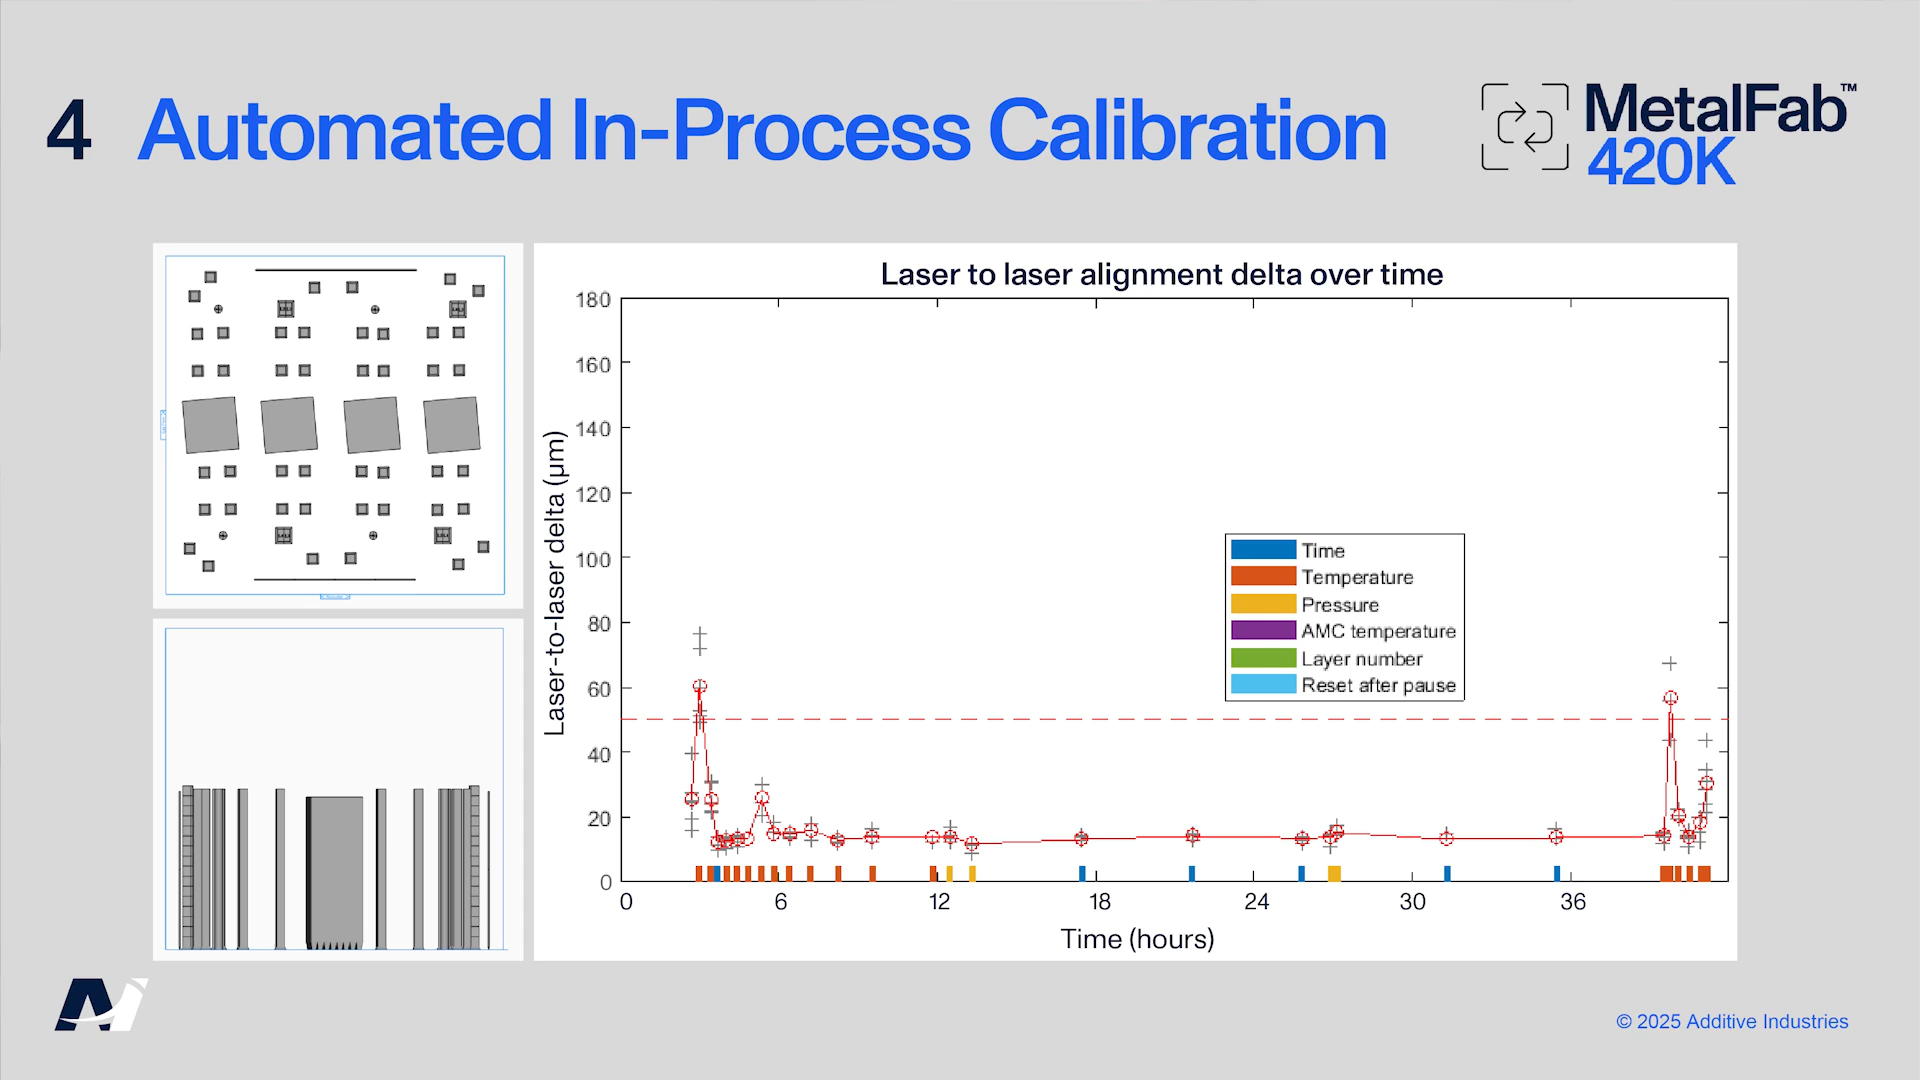 4 Automated In-Process Calibration
MetalFab™
420K
Laser to laser alignment delta over time
Laser-to-laser delta (µm)
180
160
140
120
100
80
60
40
20
0
Time
Temperature
Pressure
AMC temperature
Layer number
Reset after pause
0 6 12 18 24 30 36
Time (hours)
© 2025 Additive Industries